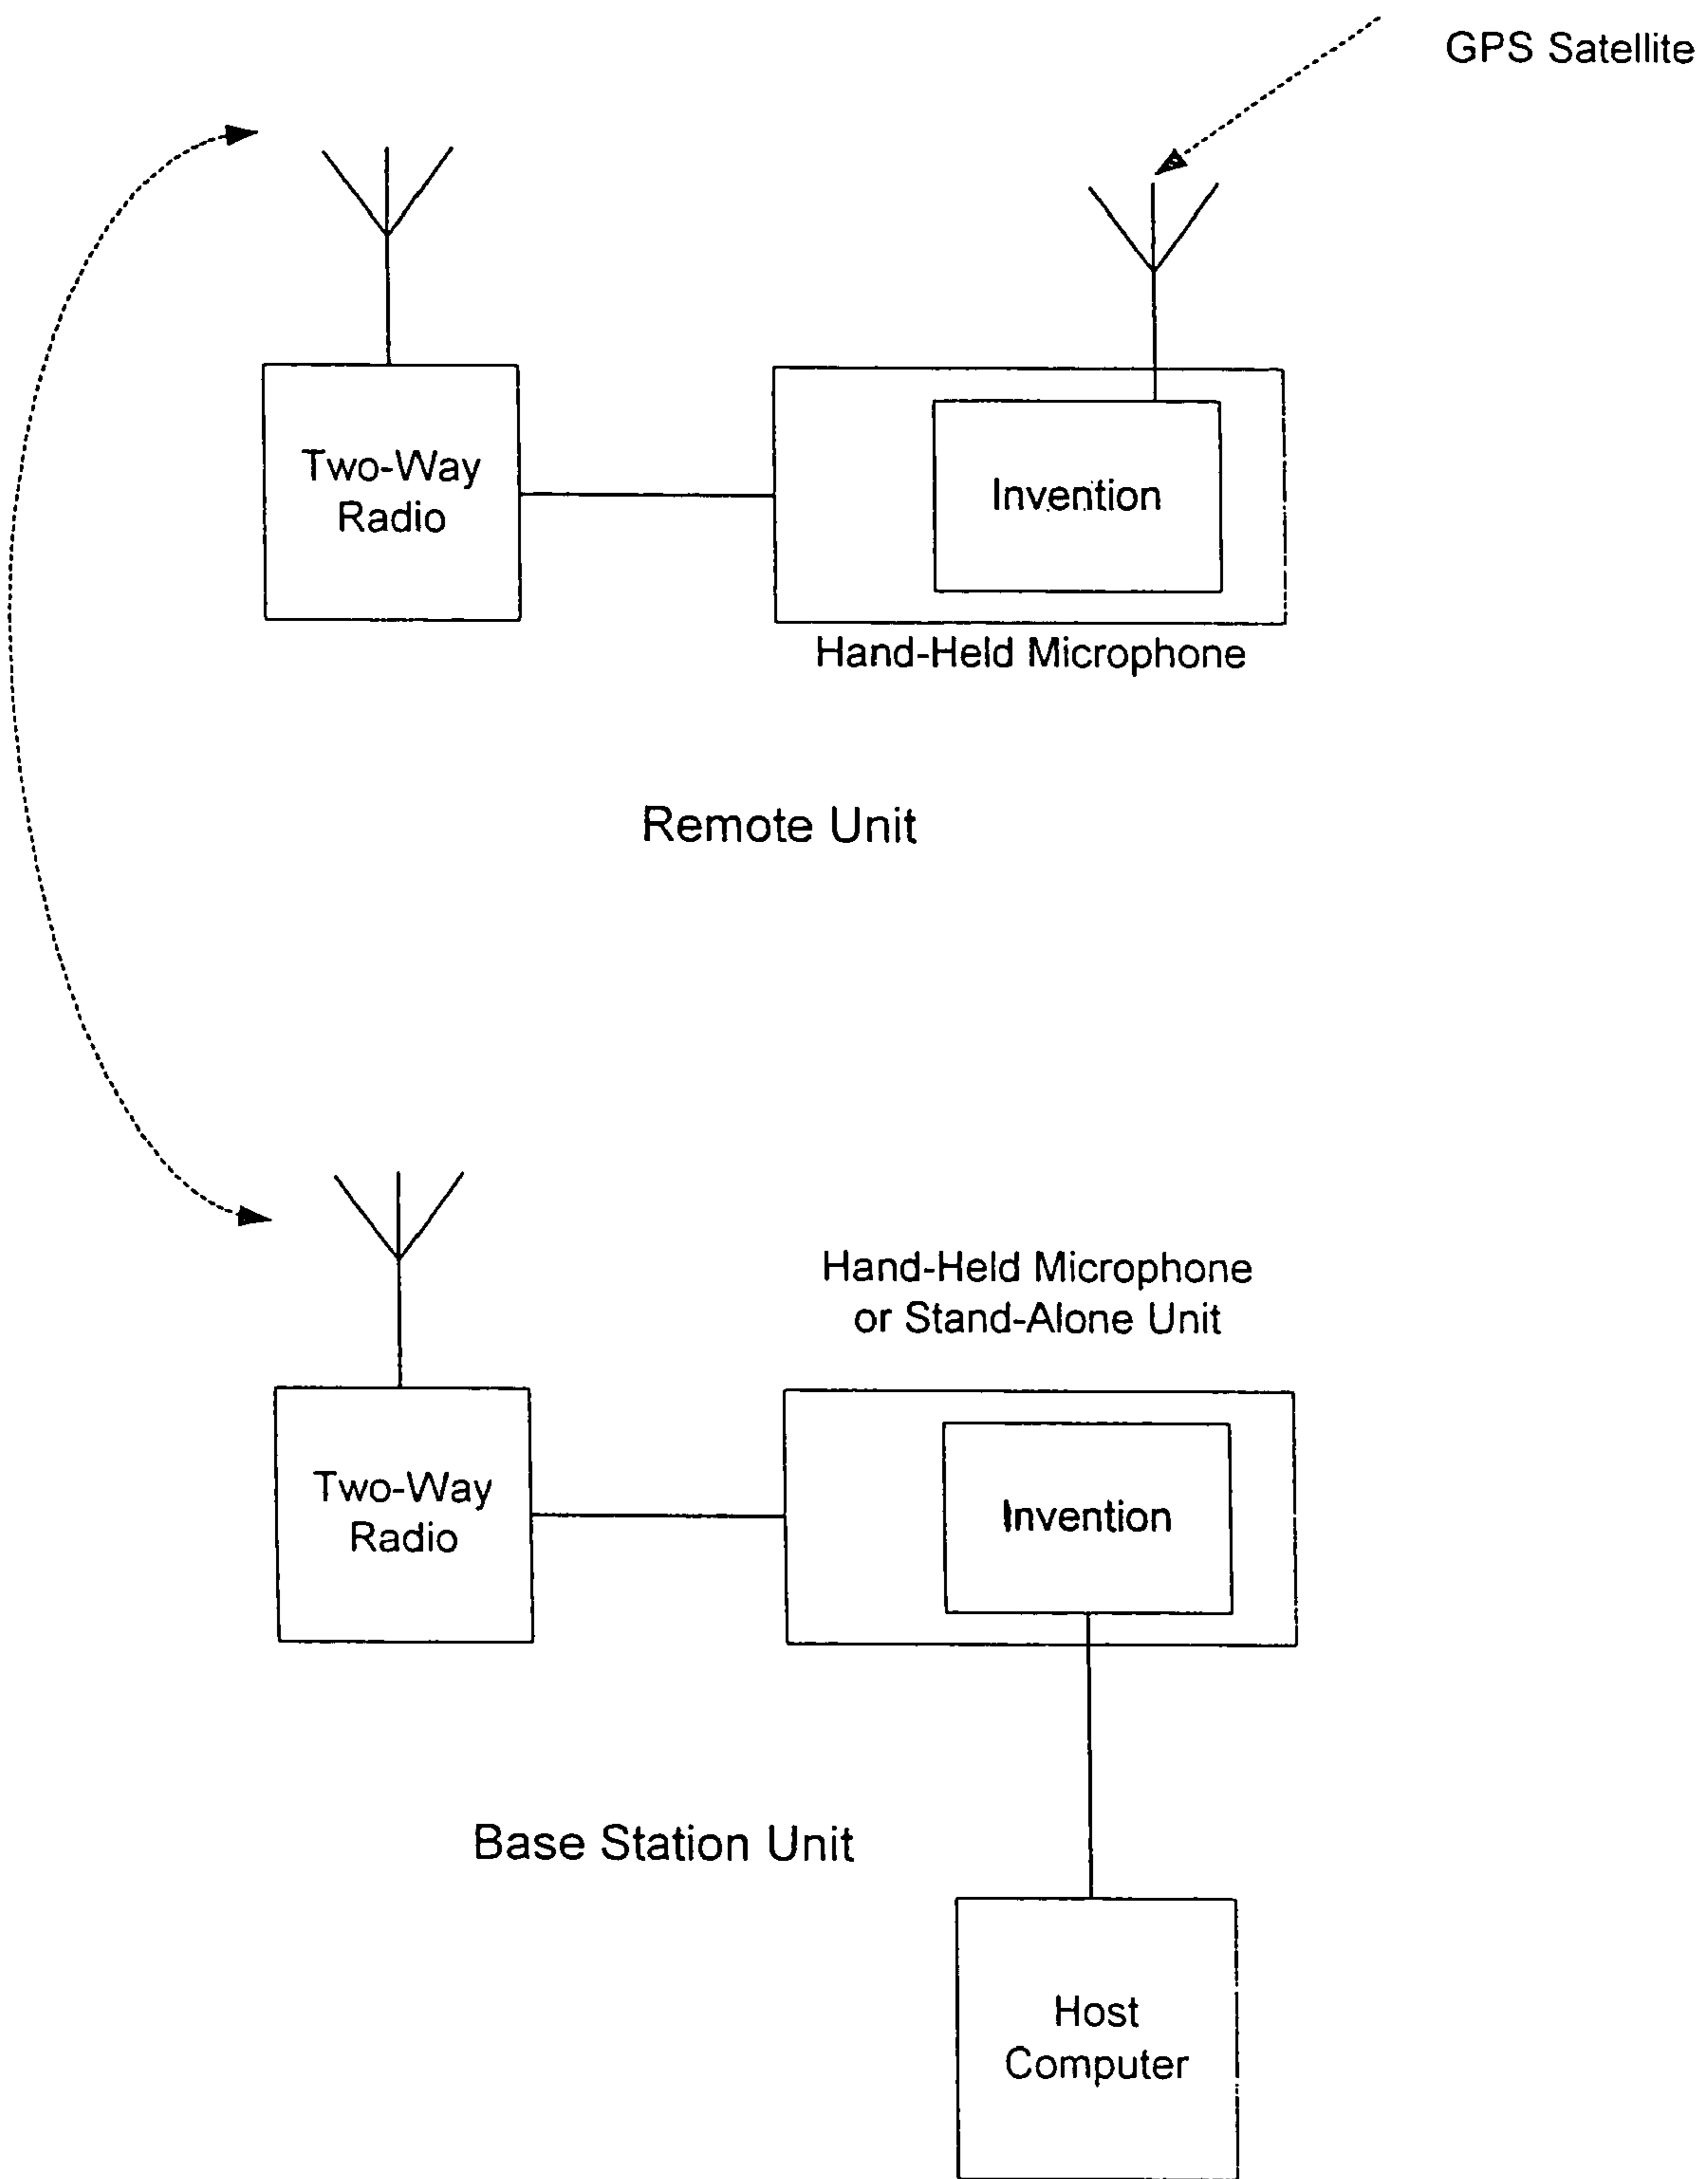 GPS Satellite
Two-Way
Radio
Invention
Hand-Held Microphone
Remote Unit
Hand-Held Microphone
or Stand-Alone Unit
Two-Way
Radio
Invention
Base Station Unit
Host
Computer